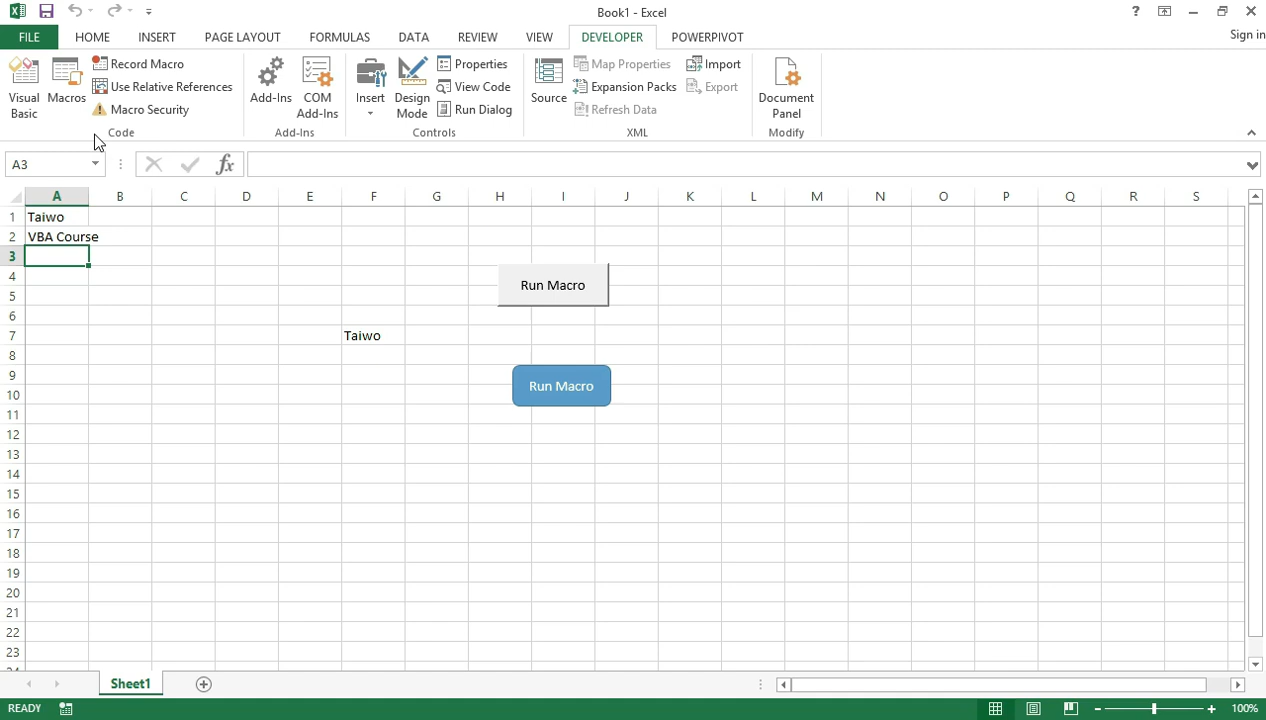 Book1 - Excel
?
Sign in
FILE HOME INSERT PAGE LAYOUT FORMULAS DATA REVIEW VIEW DEVELOPER POWERPIVOT
Visual Basic
Macros
Record Macro
Use Relative References
Macro Security
Code
Add-Ins
COM Add-Ins
Add-Ins
Insert
Design Mode
Properties
View Code
Run Dialog
Controls
Source
Map Properties
Expansion Packs
Refresh Data
Import
Export
XML
Document Panel
Modify
A3
fx
A B C D E F G H I J K L M N O P Q R S
1 Taiwo
2 VBA Course
3
4
Run Macro
5
6
7 Taiwo
8
9
Run Macro
10
11
12
13
14
15
16
17
18
19
20
21
22
23
24
Sheet1
READY
100%